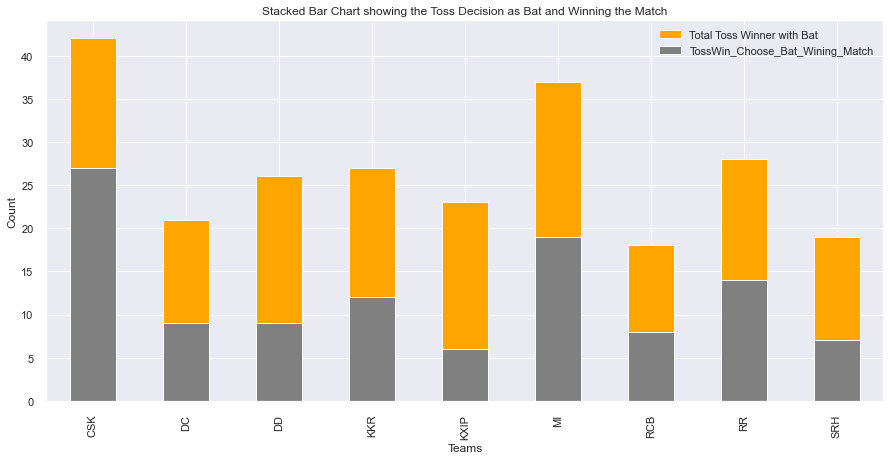 Stacked Bar Chart showing the Toss Decision as Bat and Winning the Match
Total Toss Winner with Bat
TossWin_Choose_Bat_Wining_Match
Count
40
35
30
25
20
15
10
5
0
CSK
DC
DD
KKR
KXIP
MI
RCB
RR
SRH
Teams